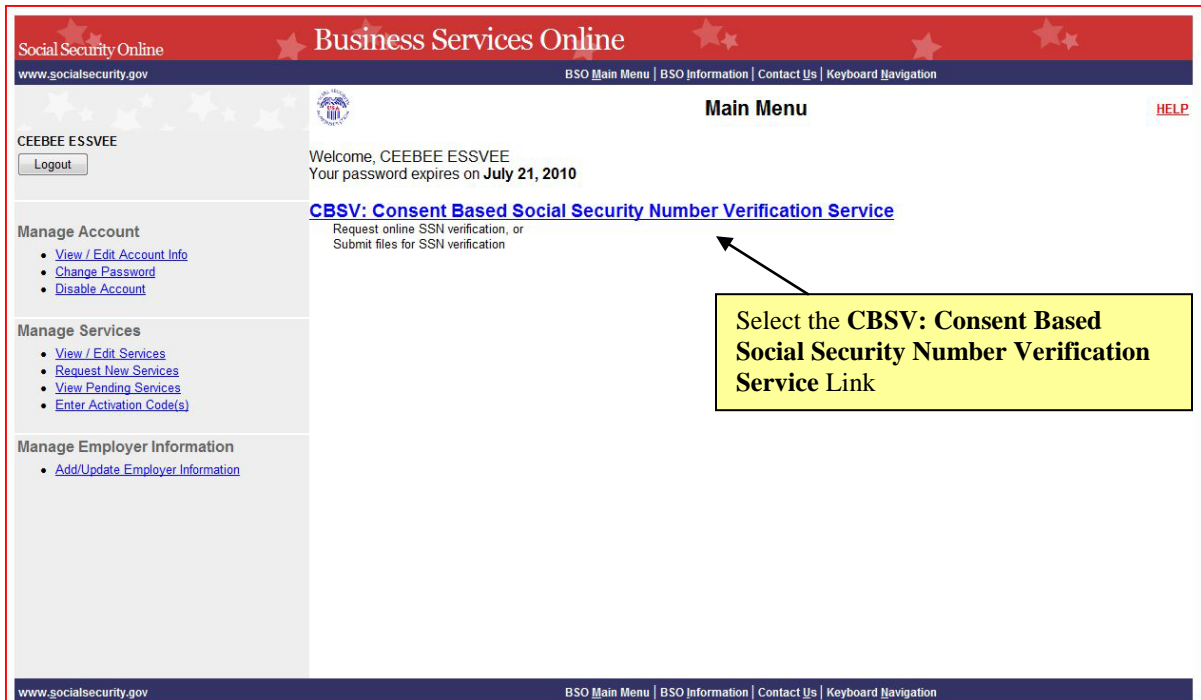 Social Security Online
Business Services Online
www.socialsecurity.gov
BSO Main Menu | BSO Information | Contact Us | Keyboard Navigation
Main Menu
HELP
CEEBEE ESSVEE
Logout
Manage Account
• View / Edit Account Info
• Change Password
• Disable Account
Manage Services
• View / Edit Services
• Request New Services
• View Pending Services
• Enter Activation Code(s)
Manage Employer Information
• Add/Update Employer Information
Welcome, CEEBEE ESSVEE
Your password expires on July 21, 2010
CBSV: Consent Based Social Security Number Verification Service
Request online SSN verification, or
Submit files for SSN verification
Select the CBSV: Consent Based
Social Security Number Verification
Service Link
www.socialsecurity.gov
BSO Main Menu | BSO Information | Contact Us | Keyboard Navigation